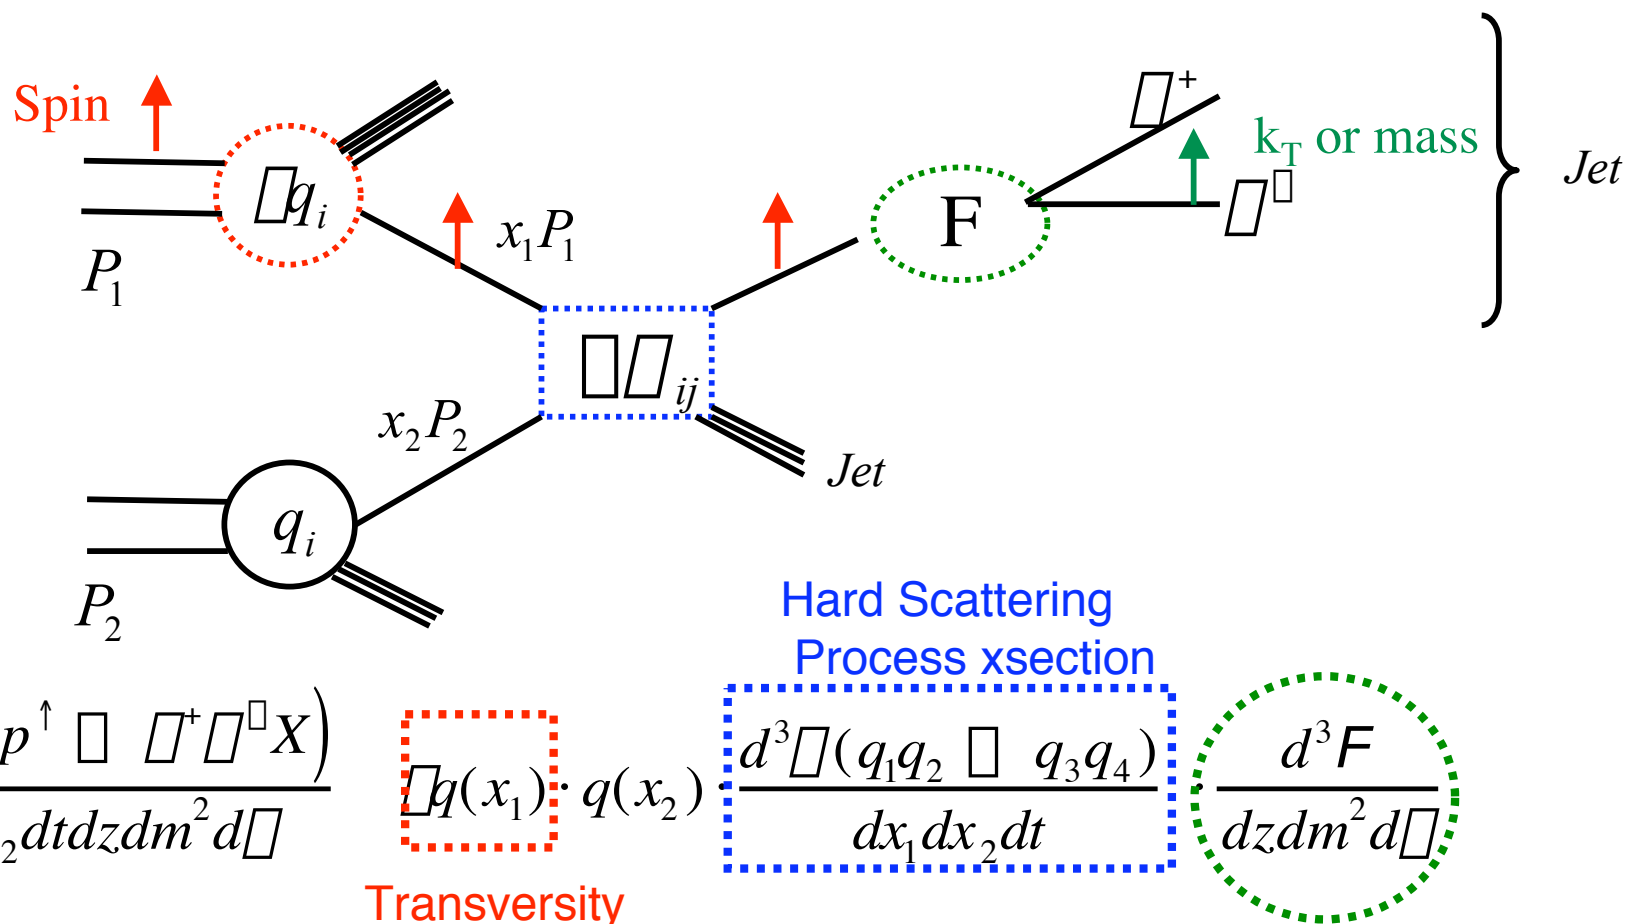 Spin
▯q_i
P_1
x_1P_1
F
▯^+
k_T or mass
▯^▯
Jet
▯▯_ij
x_2P_2
Jet
q_i
P_2
Hard Scattering
Process xsection
p^↑ ▯ ▯^+▯^▯X)
_2dtdzdm^2d▯
▯q(x_1) · q(x_2) · d^3▯(q_1q_2 ▯ q_3q_4) / dx_1dx_2dt · d^3F / dzdm^2d▯
Transversity